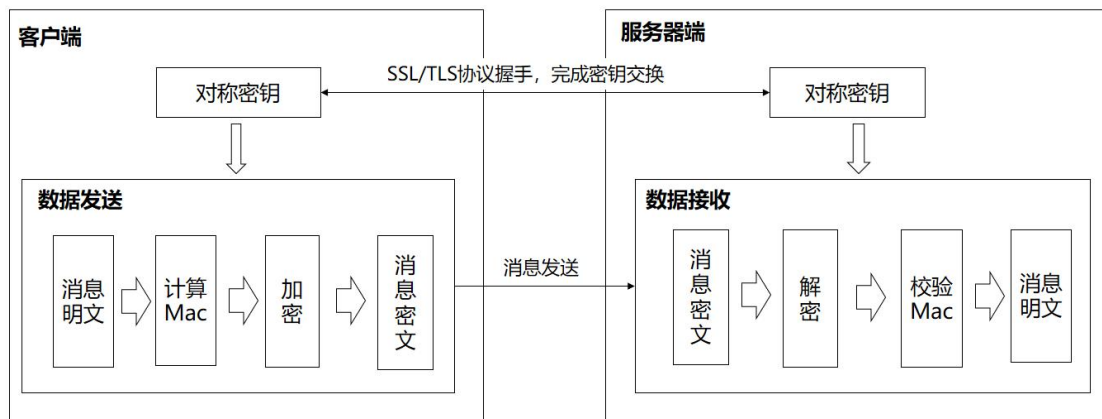 客户端
服务器端
SSL/TLS协议握手，完成密钥交换
对称密钥
对称密钥
数据发送
消息
明文
计算
Mac
加
密
消
息
密
文
消息发送
数据接收
消
息
密
文
解
密
校验
Mac
消息
明文